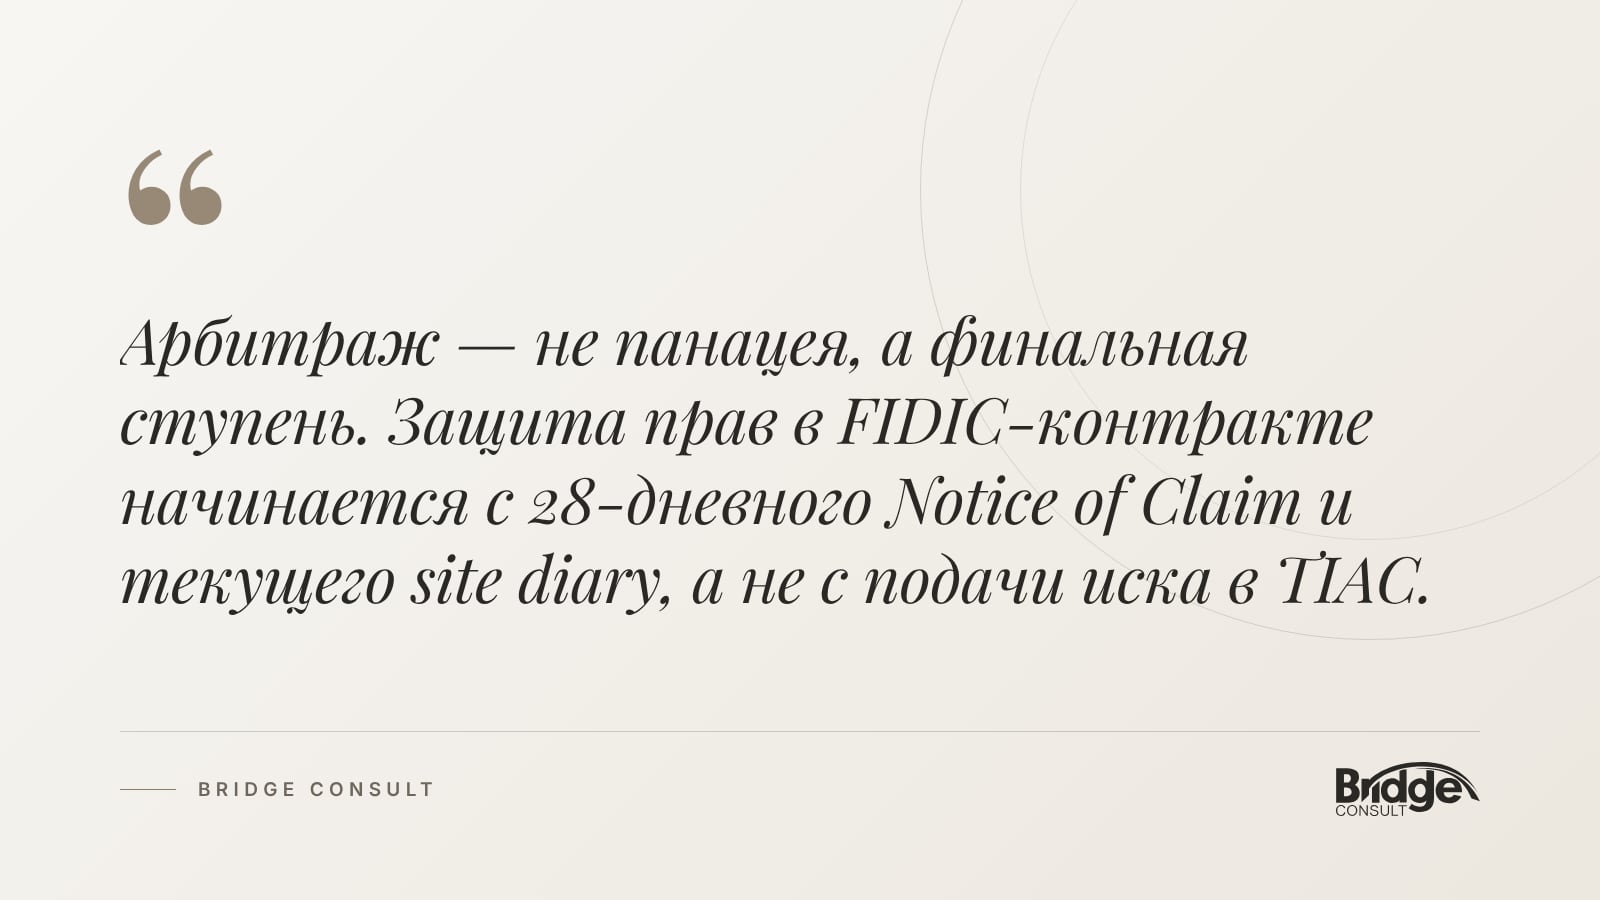 “
Арбитраж — не панацея, а финальная
ступень. Защита прав в FIDIC-контракте
начинается с 28-дневного Notice of Claim и
текущего site diary, а не с подачи иска в TIAC.
BRIDGE CONSULT
Bridge
CONSULT